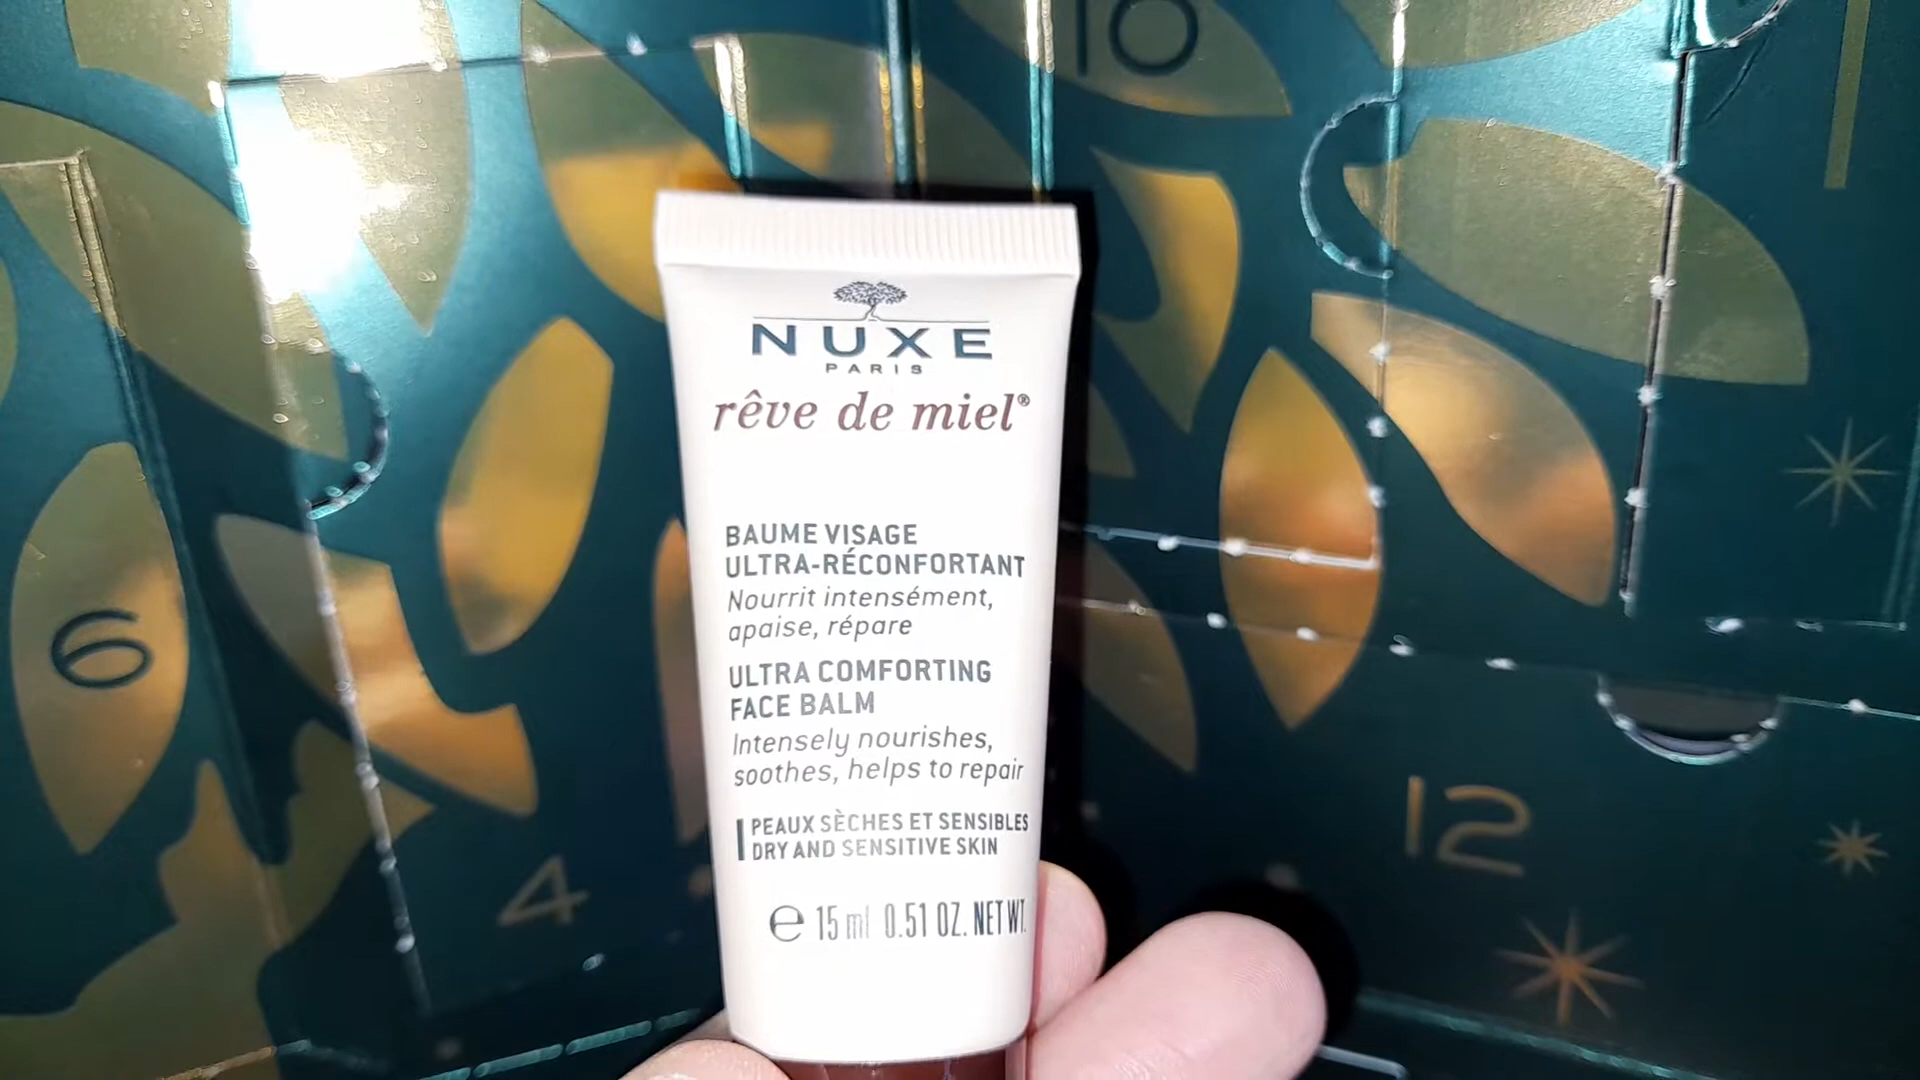 10
NUXE
PARIS
rêve de miel®
BAUME VISAGE
ULTRA-RÉCONFORTANT
Nourrit intensément,
apaise, répare
ULTRA COMFORTING
FACE BALM
Intensely nourishes,
soothes, helps to repair
PEAUX SÈCHES ET SENSIBLES
DRY AND SENSITIVE SKIN
e 15 ml 0.51 OZ. NET WT.
6
4
12